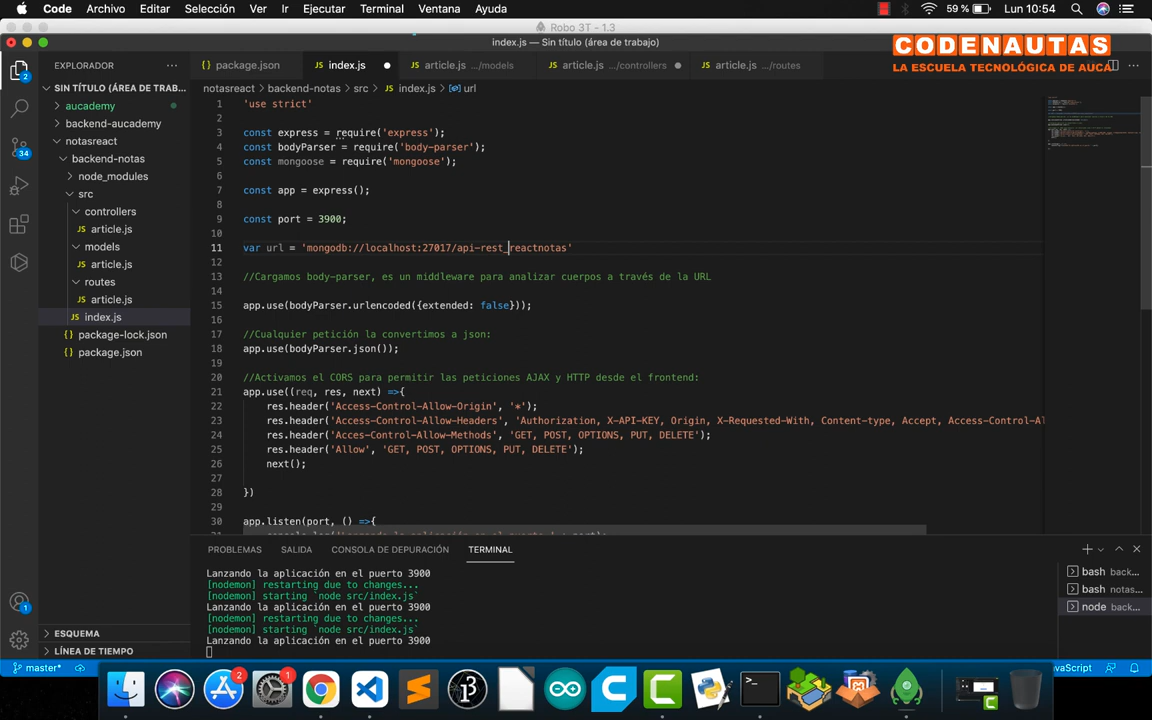 Code Archivo Editar Selección Ver Ir Ejecutar Terminal Ventana Ayuda 59 % Lun 10:54
Robo 3T - 1.3
index.js — Sin título (área de trabajo)
CODENAUTAS
LA ESCUELA TECNOLÓGICA DE AUCA
EXPLORADOR ...
package.json
index.js
article.js .../models
article.js .../controllers
article.js .../routes
SIN TÍTULO (ÁREA DE TRAB...
aucademy
backend-aucademy
notasreact
backend-notas
node_modules
src
controllers
JS article.js
models
JS article.js
routes
JS article.js
JS index.js
{} package-lock.json
{} package.json
ESQUEMA
LÍNEA DE TIEMPO
2
34
1
notasreact > backend-notas > src > JS index.js > url
1 'use strict'
2
3 const express = require('express');
4 const bodyParser = require('body-parser');
5 const mongoose = require('mongoose');
6
7 const app = express();
8
9 const port = 3900;
10
11 var url = 'mongodb://localhost:27017/api-rest_reactnotas'
12
13 //Cargamos body-parser, es un middleware para analizar cuerpos a través de la URL
14
15 app.use(bodyParser.urlencoded({extended: false}));
16
17 //Cualquier petición la convertimos a json:
18 app.use(bodyParser.json());
19
20 //Activamos el CORS para permitir las peticiones AJAX y HTTP desde el frontend:
21 app.use((req, res, next) =>{
22 res.header('Access-Control-Allow-Origin', '*');
23 res.header('Access-Control-Allow-Headers', 'Authorization, X-API-KEY, Origin, X-Requested-With, Content-type, Accept, Access-Control-Al
24 res.header('Acces-Control-Allow-Methods', 'GET, POST, OPTIONS, PUT, DELETE');
25 res.header('Allow', 'GET, POST, OPTIONS, PUT, DELETE');
26 next();
27
28 })
29
30 app.listen(port, () =>{
PROBLEMAS SALIDA CONSOLA DE DEPURACIÓN TERMINAL
Lanzando la aplicación en el puerto 3900
[nodemon] restarting due to changes...
[nodemon] starting `node src/index.js`
Lanzando la aplicación en el puerto 3900
[nodemon] restarting due to changes...
[nodemon] starting `node src/index.js`
Lanzando la aplicación en el puerto 3900
bash back...
bash notas...
node back...
master*
JavaScript
2
1